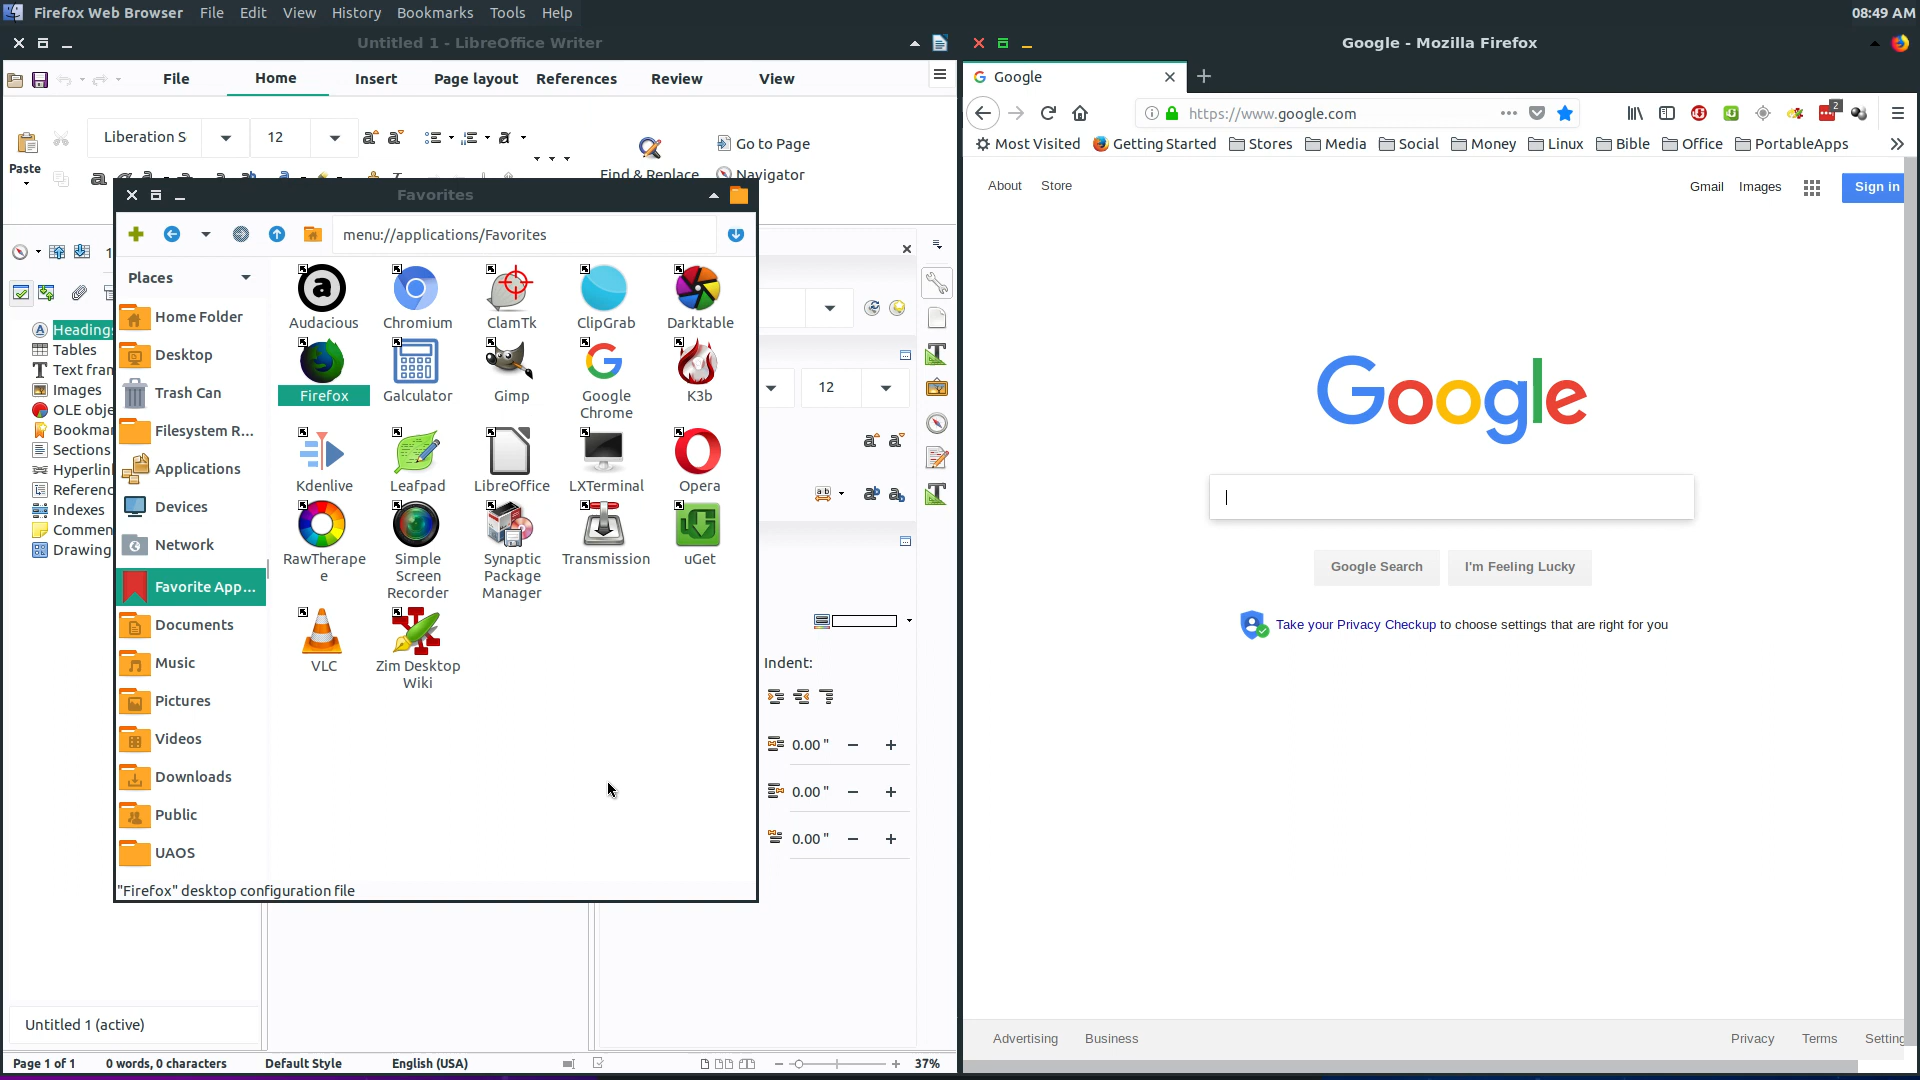 Firefox Web Browser File Edit View History Bookmarks Tools Help
08:49 AM
Untitled 1 - LibreOffice Writer
File Home Insert Page layout References Review View
Liberation S
12
Paste
Go to Page
Find & Replace
Navigator
Headings
Tables
Text fram
Images
OLE obje
Bookmar
Sections
Hyperlin
Referenc
Indexes
Commen
Drawing
Untitled 1 (active)
12
Indent:
0.00 "
0.00 "
0.00 "
Page 1 of 1
0 words, 0 characters
Default Style
English (USA)
37%
Favorites
menu://applications/Favorites
Places
Home Folder
Desktop
Trash Can
Filesystem R...
Applications
Devices
Network
Favorite App...
Documents
Music
Pictures
Videos
Downloads
Public
UAOS
Audacious
Chromium
ClamTk
ClipGrab
Darktable
Firefox
Galculator
Gimp
Google
Chrome
K3b
Kdenlive
Leafpad
LibreOffice
LXTerminal
Opera
RawTherape
e
Simple
Screen
Recorder
Synaptic
Package
Manager
Transmission
uGet
VLC
Zim Desktop
Wiki
"Firefox" desktop configuration file
Google - Mozilla Firefox
Google
https://www.google.com
2
Most Visited
Getting Started
Stores
Media
Social
Money
Linux
Bible
Office
PortableApps
About
Store
Gmail
Images
Sign in
Google
Google Search
I'm Feeling Lucky
Take your Privacy Checkup to choose settings that are right for you
Advertising
Business
Privacy
Terms
Setting